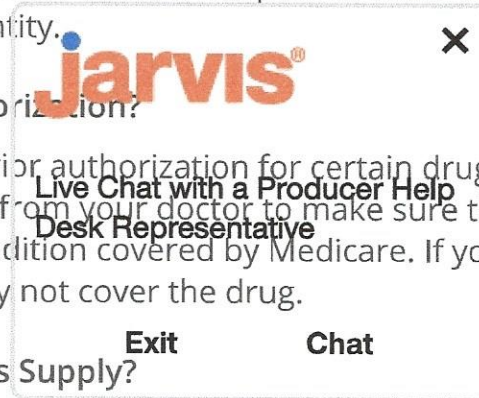 ntity.
jarvis®
×
orization?
ior authorization for certain drug
Live Chat with a Producer Help
from your doctor to make sure t
Desk Representative
dition covered by Medicare. If yo
y not cover the drug.
Exit Chat
s Supply?